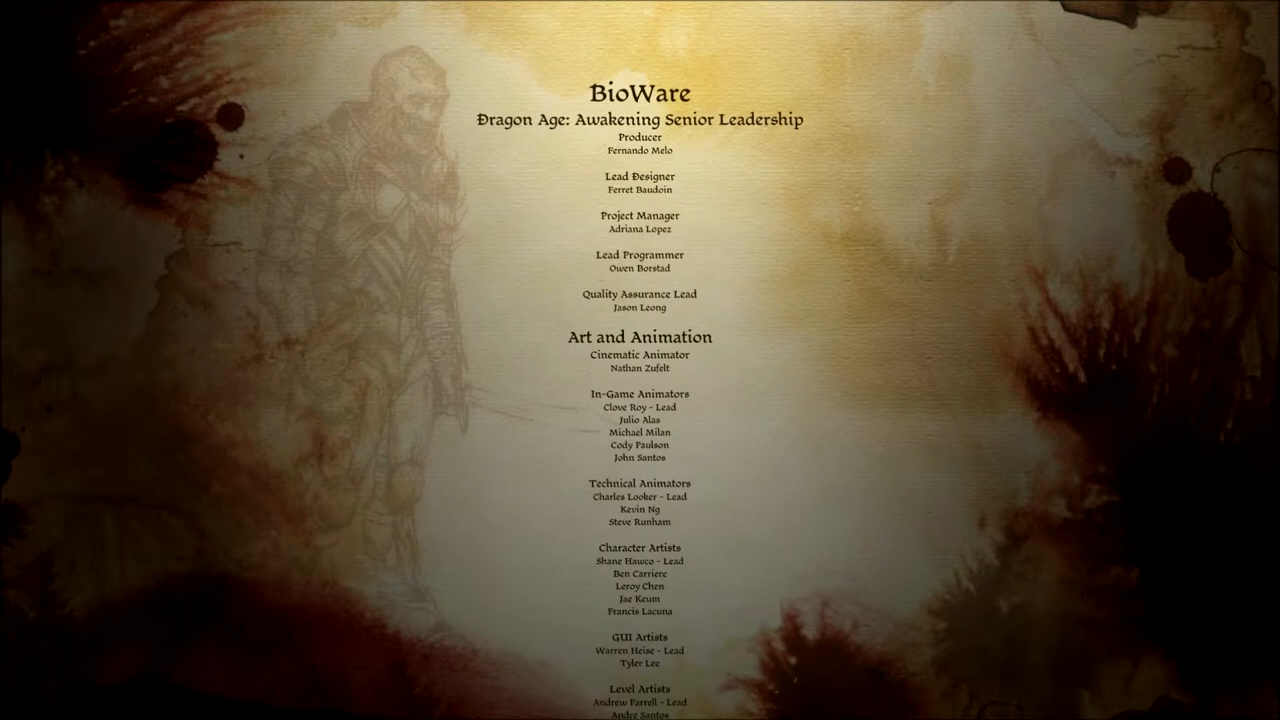 BioWare
Dragon Age: Awakening Senior Leadership
Producer
Fernando Melo
Lead Designer
Ferret Baudoin
Project Manager
Adriana Lopez
Lead Programmer
Owen Borstad
Quality Assurance Lead
Jason Leong
Art and Animation
Cinematic Animator
Nathan Zufelt
In-Game Animators
Clove Roy - Lead
Julio Alas
Michael Milan
Cody Paulson
John Santos
Technical Animators
Charles Looker - Lead
Kevin Ng
Steve Runham
Character Artists
Shane Hawco - Lead
Ben Carriere
Leroy Chen
Jae Keum
Francis Lacuna
GUI Artists
Warren Heise - Lead
Tyler Lee
Level Artists
Andrew Farrell - Lead
Andre Santos